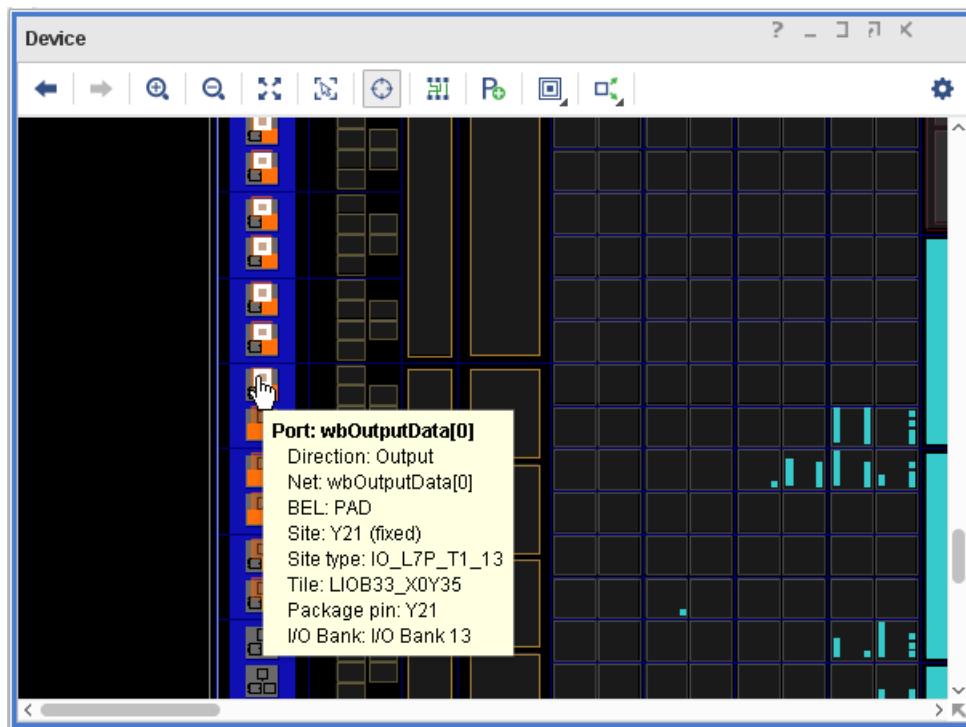 Device
Port: wbOutputData[0]
Direction: Output
Net: wbOutputData[0]
BEL: PAD
Site: Y21 (fixed)
Site type: IO_L7P_T1_13
Tile: LIOB33_X0Y35
Package pin: Y21
I/O Bank: I/O Bank 13